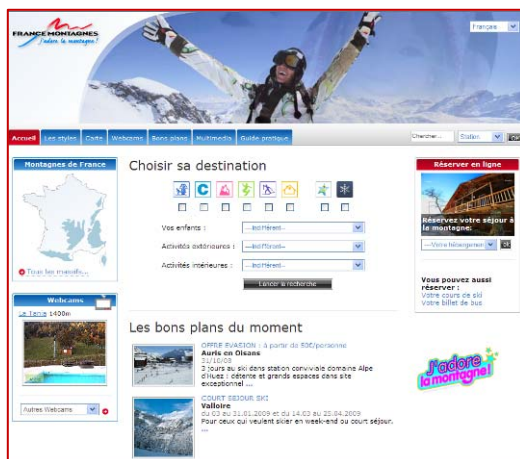 FRANCE MONTAGNES
J'adore la montagne!
Français
Accueil
Les styles
Carte
Webcams
Bons plans
Multimedia
Guide pratique
Chercher...
Station
Montagnes de France
Tous les massifs...
Webcams
La Tania 1400m
Autres Webcams
Choisir sa destination
Vos enfants :
---Indifférent--
Activités extérieures :
---Indifférent--
Activités intérieures :
---Indifférent--
Lancer la recherche
Les bons plans du moment
OFFRE EVASION : à partir de 50€/personne
Auris en Oisans
31/10/08
3 jours au ski dans station conviviale domaine Alpe
d'Huez : détente et grands espaces dans site
exceptionnel ...
COURT SEJOUR SKI
Valloire
du 03 au 31.01.2009 et du 14.03 au 25.04.2009
Pour ceux qui veulent skier en week-end ou court séjour.
...
Réserver en ligne
Réservez votre séjour à
la montagne:
---Votre hébergement
ok
Vous pouvez aussi
réserver :
Votre cours de ski
Votre billet de bus
J'adore
la montagne!